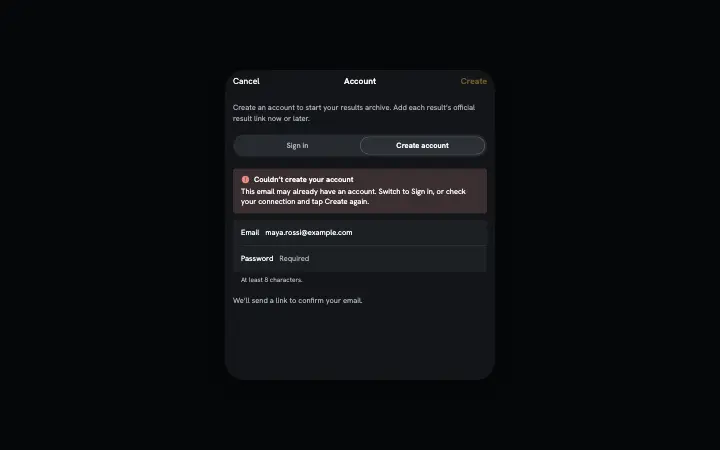 Cancel Account Create
Create an account to start your results archive. Add each result's official
result link now or later.
Sign in Create account
Couldn't create your account
This email may already have an account. Switch to Sign in, or check
your connection and tap Create again.
Email maya.rossi@example.com
Password Required
At least 8 characters.
We'll send a link to confirm your email.